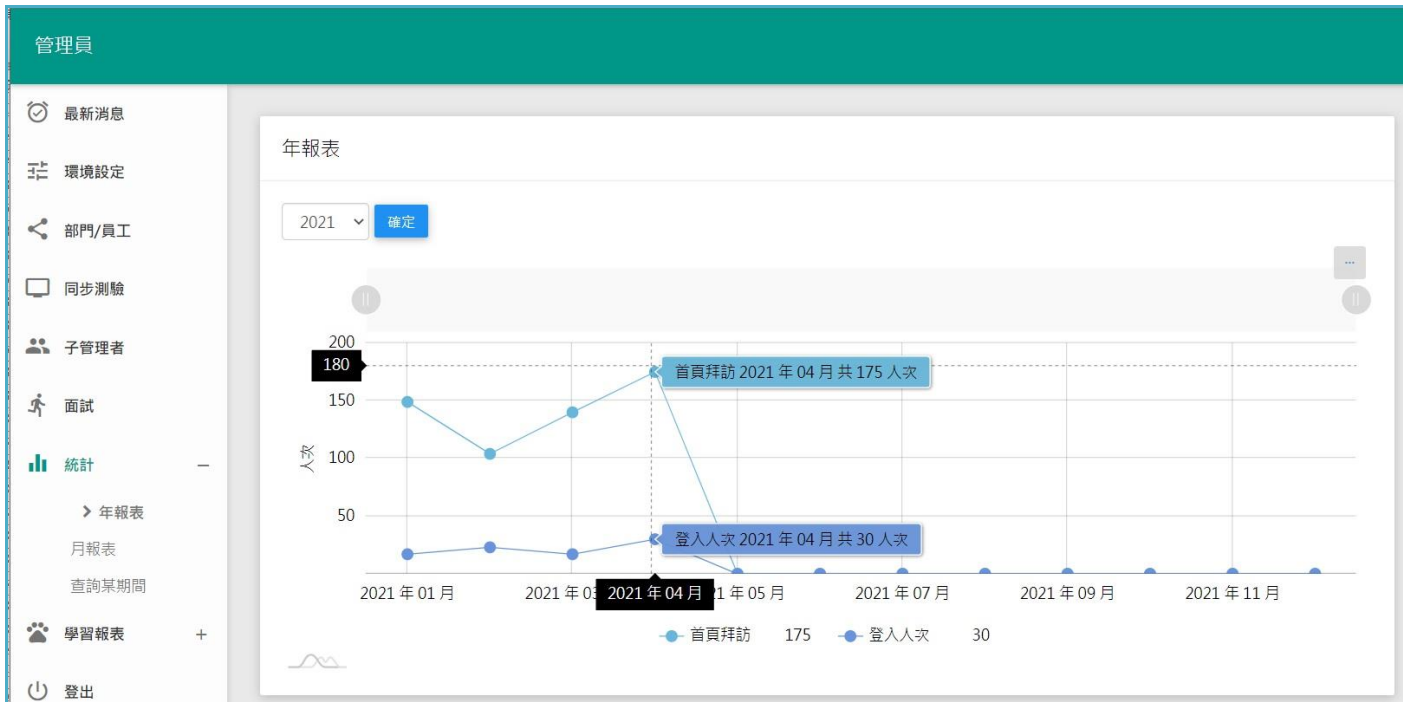 管理員
最新消息
環境設定
部門/員工
同步測驗
子管理者
面試
統計 −
年報表
月報表
查詢某期間
學習報表 +
登出
年報表
2021 確定
...
200
180
150
100
50
人次
首頁拜訪 2021 年 04 月 共 175 人次
登入人次 2021 年 04 月 共 30 人次
2021 年 01 月 2021 年 03 2021 年 04 月 1 年 05 月 2021 年 07 月 2021 年 09 月 2021 年 11 月
首頁拜訪 175 登入人次 30